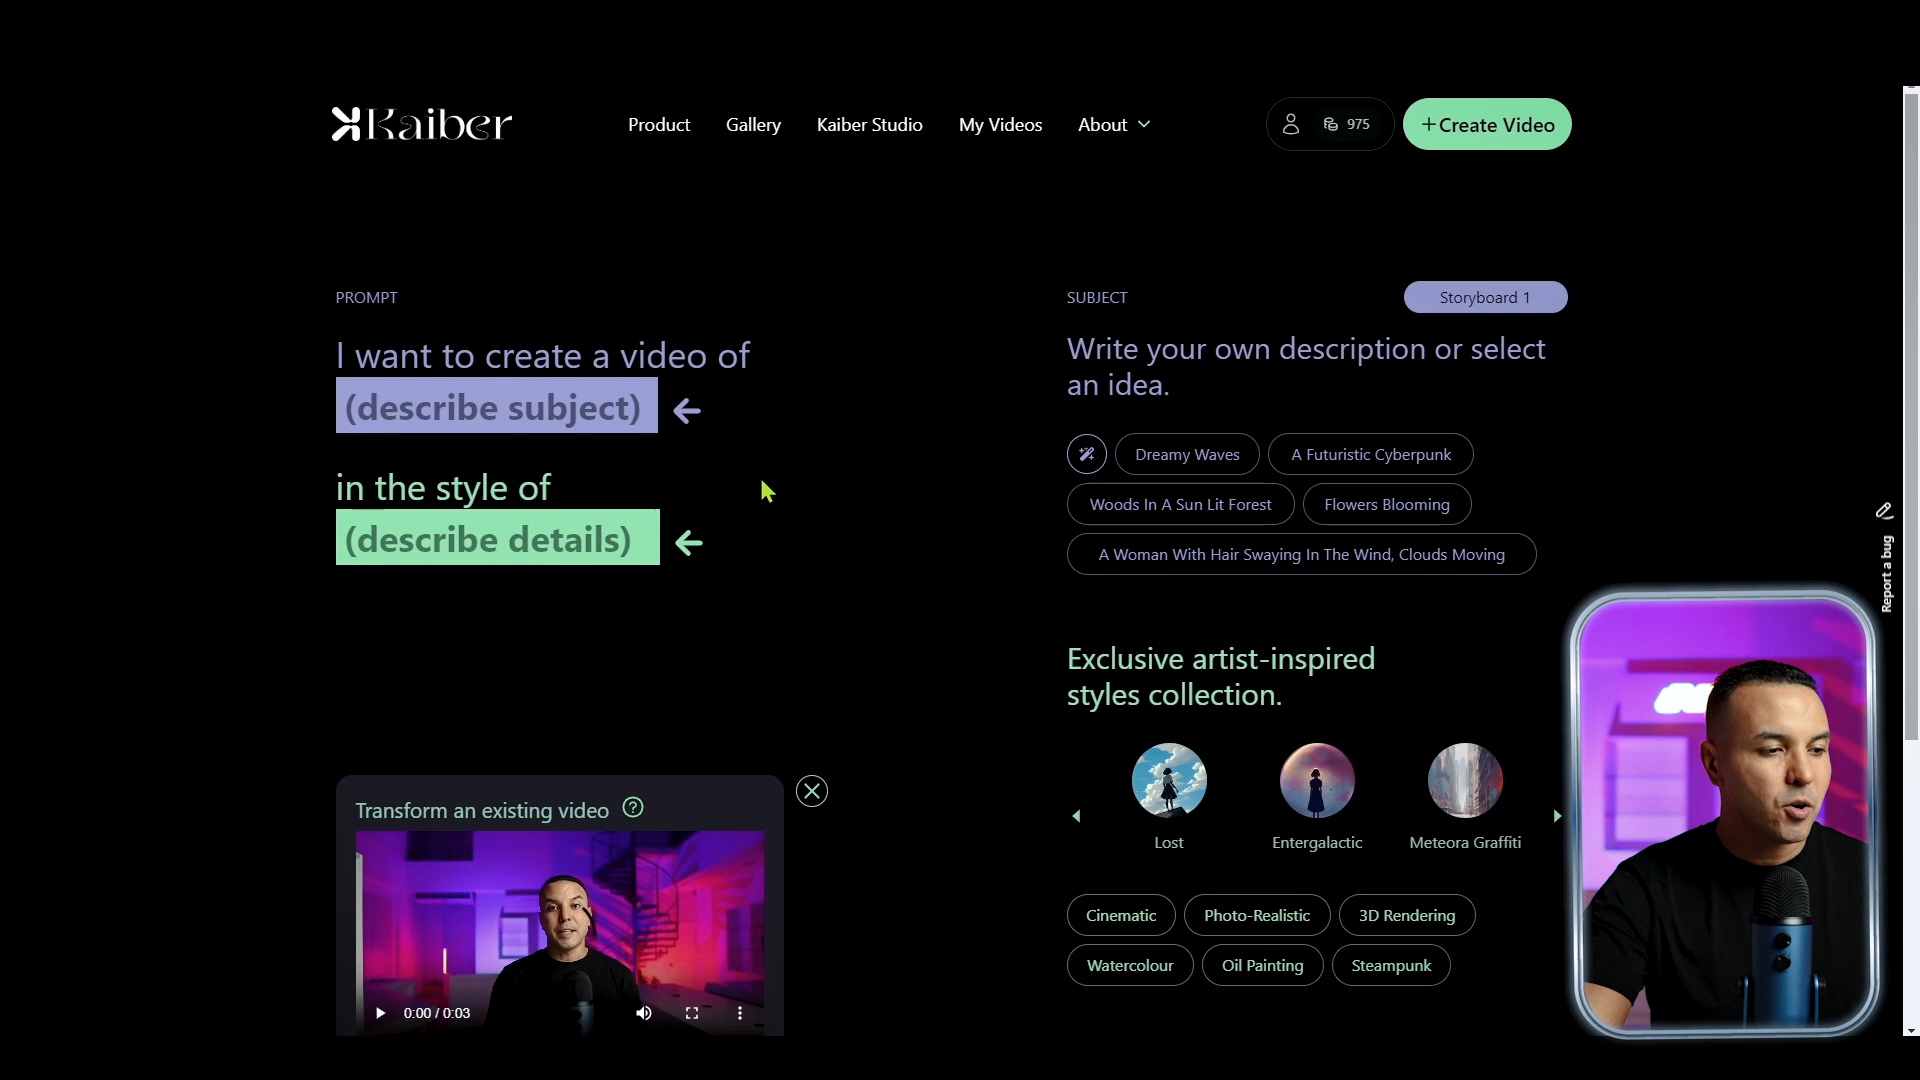 Kaiber
Product
Gallery
Kaiber Studio
My Videos
About
975
+Create Video
PROMPT
I want to create a video of
(describe subject)
in the style of
(describe details)
SUBJECT
Storyboard 1
Write your own description or select
an idea.
Dreamy Waves
A Futuristic Cyberpunk
Woods In A Sun Lit Forest
Flowers Blooming
A Woman With Hair Swaying In The Wind, Clouds Moving
Exclusive artist-inspired
styles collection.
Lost
Entergalactic
Meteora Graffiti
Cinematic
Photo-Realistic
3D Rendering
Watercolour
Oil Painting
Steampunk
Transform an existing video
0:00 / 0:03
Report a bug